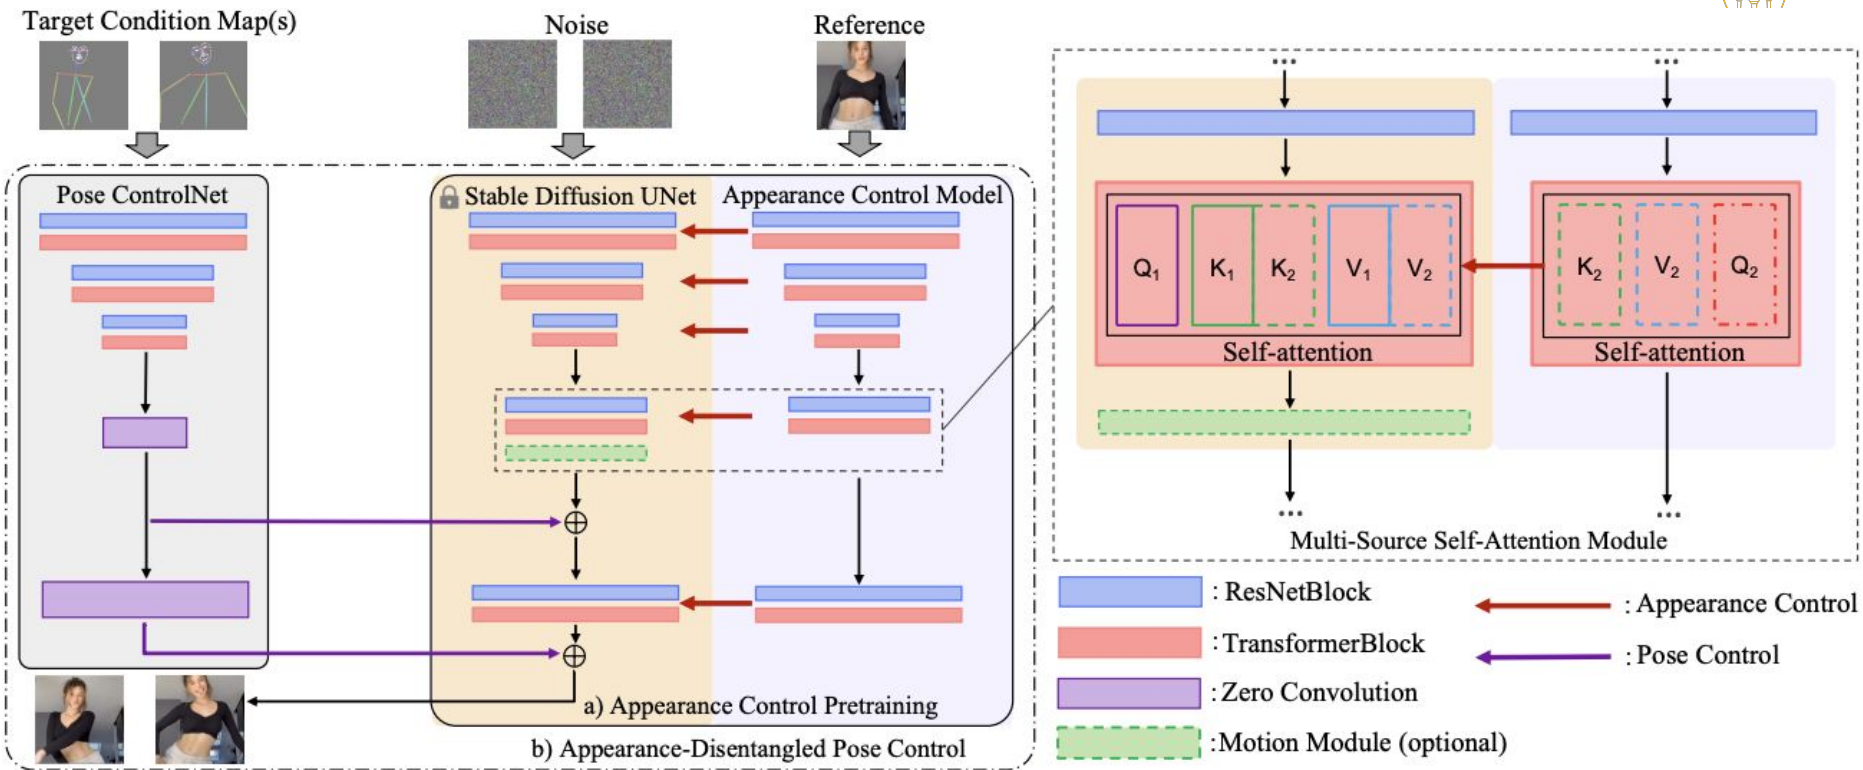 Target Condition Map(s)
Noise
Reference
Pose ControlNet
Stable Diffusion UNet
Appearance Control Model
a) Appearance Control Pretraining
b) Appearance-Disentangled Pose Control
...
...
Q1
K1
K2
V1
V2
K2
V2
Q2
Self-attention
Self-attention
...
...
Multi-Source Self-Attention Module
: ResNetBlock
: TransformerBlock
: Zero Convolution
: Motion Module (optional)
: Appearance Control
: Pose Control